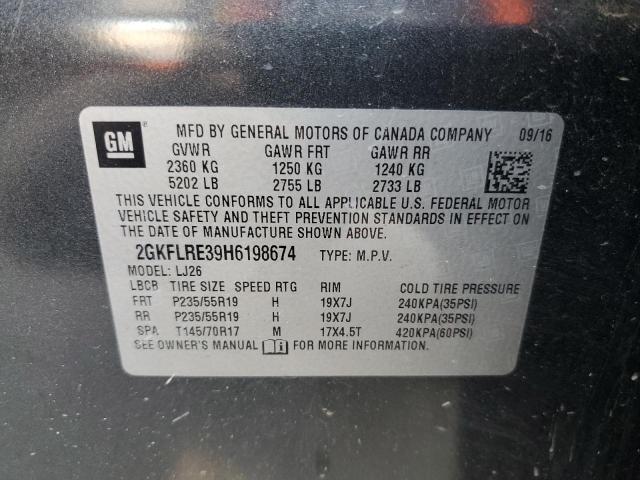 GM
MFD BY GENERAL MOTORS OF CANADA COMPANY 09/16
GVWR GAWR FRT GAWR RR
2360 KG 1250 KG 1240 KG
5202 LB 2755 LB 2733 LB
THIS VEHICLE CONFORMS TO ALL APPLICABLE U.S. FEDERAL MOTOR
VEHICLE SAFETY AND THEFT PREVENTION STANDARDS IN EFFECT ON
THE DATE OF MANUFACTURE SHOWN ABOVE.
2GKFLRE39H6198674 TYPE: M.P.V.
MODEL: LJ26
LBCB TIRE SIZE SPEED RTG RIM COLD TIRE PRESSURE
FRT P235/55R19 H 19X7J 240KPA(35PSI)
RR P235/55R19 H 19X7J 240KPA(35PSI)
SPA T145/70R17 M 17X4.5T 420KPA(60PSI)
SEE OWNER'S MANUAL FOR MORE INFORMATION.